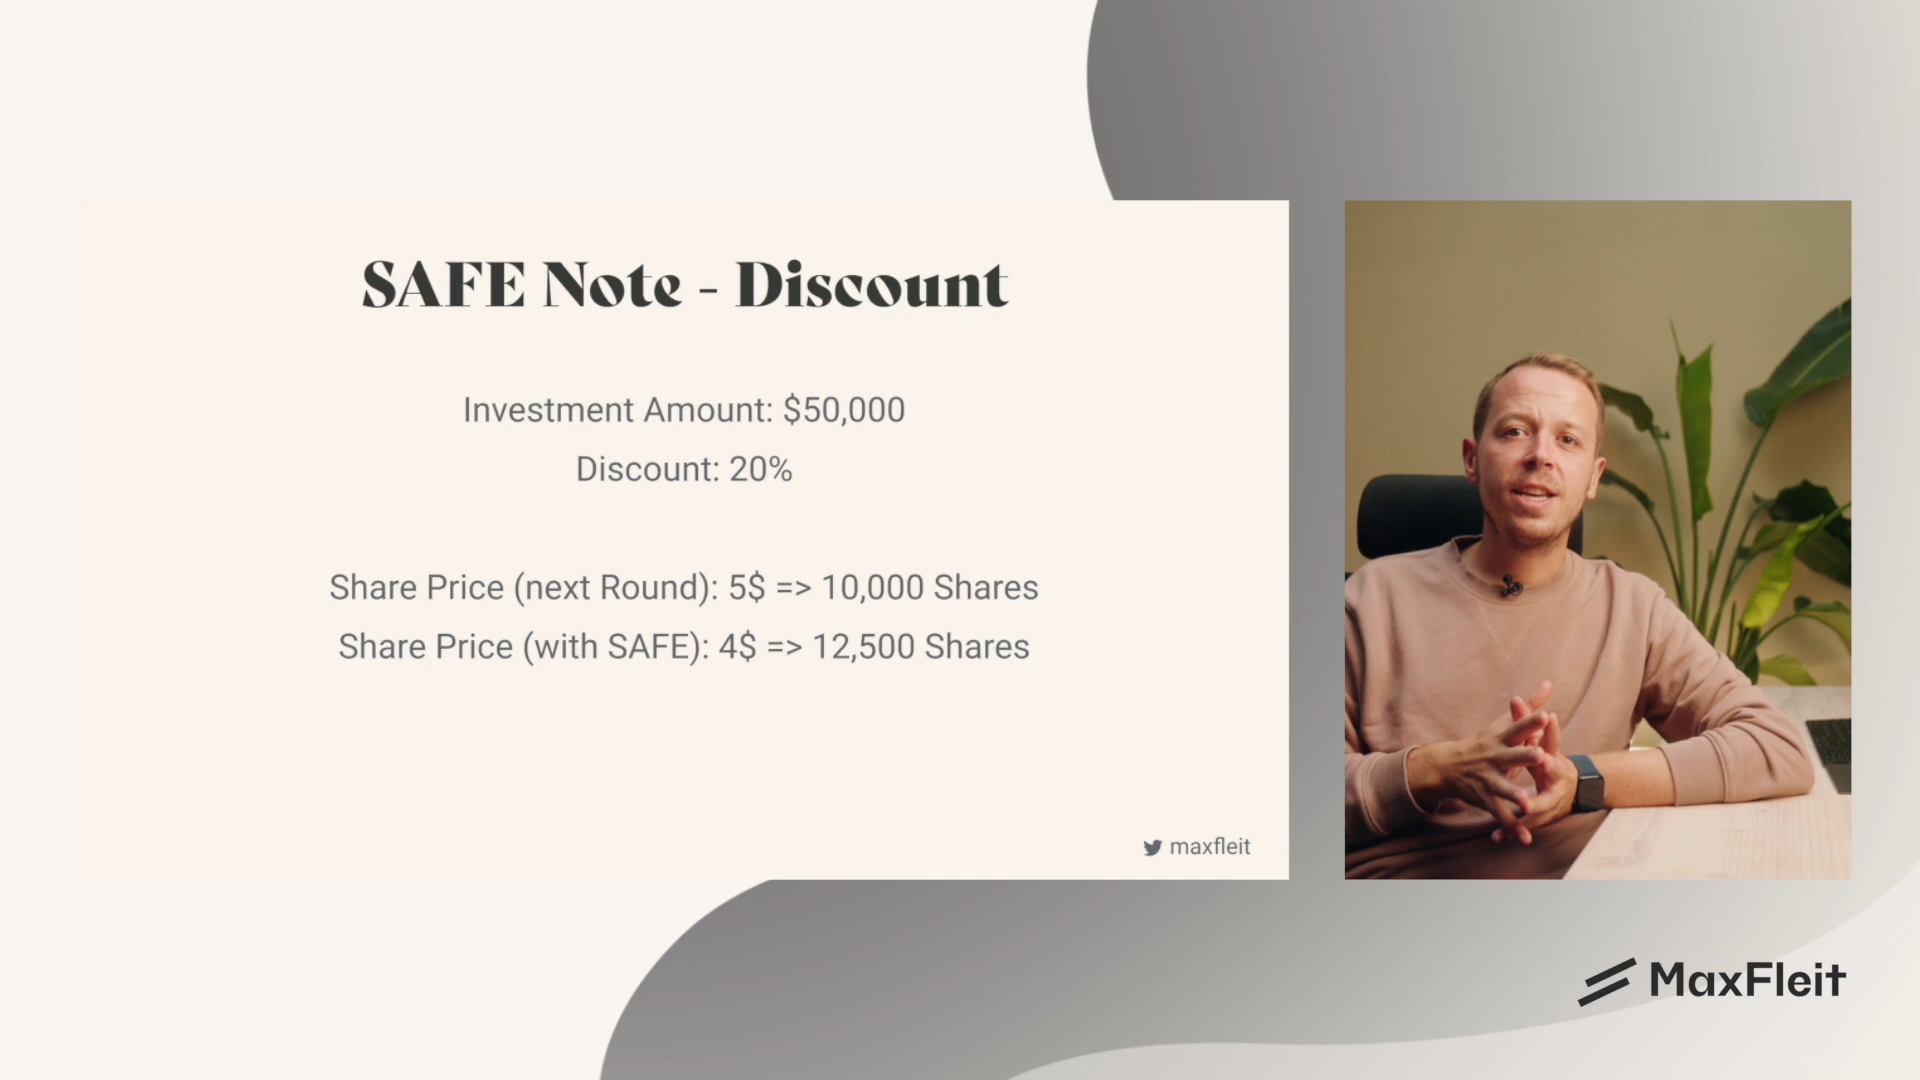 SAFE Note - Discount
Investment Amount: $50,000
Discount: 20%
Share Price (next Round): 5$ => 10,000 Shares
Share Price (with SAFE): 4$ => 12,500 Shares
maxfleit
MaxFleit